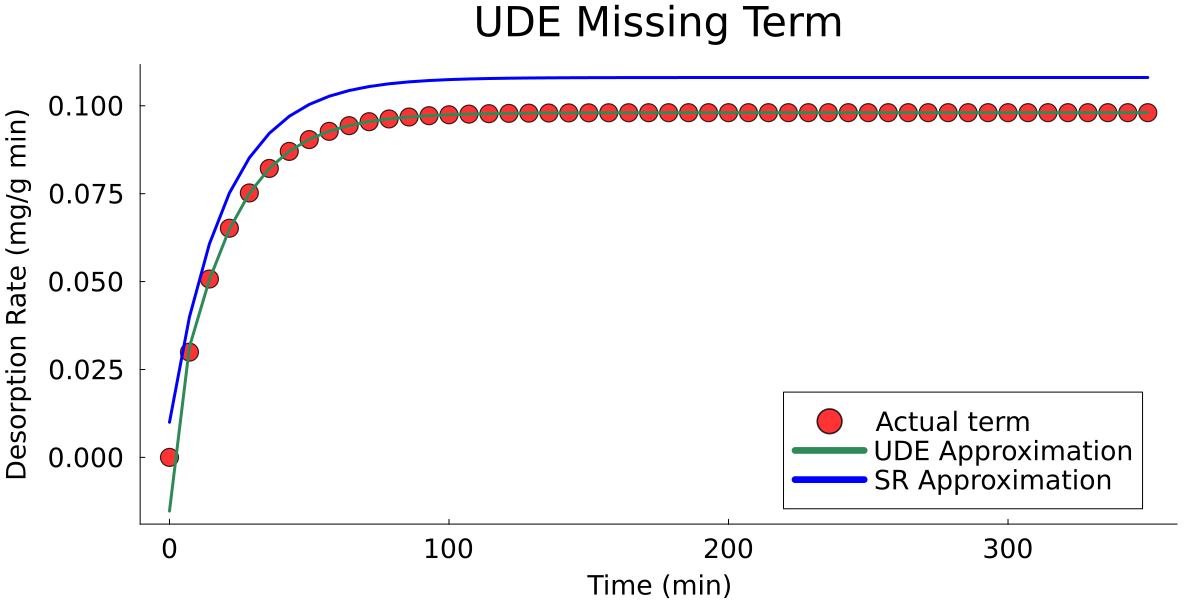 UDE Missing Term
Desorption Rate (mg/g min)
0.100
0.075
0.050
0.025
0.000
Actual term
UDE Approximation
SR Approximation
0 100 200 300
Time (min)